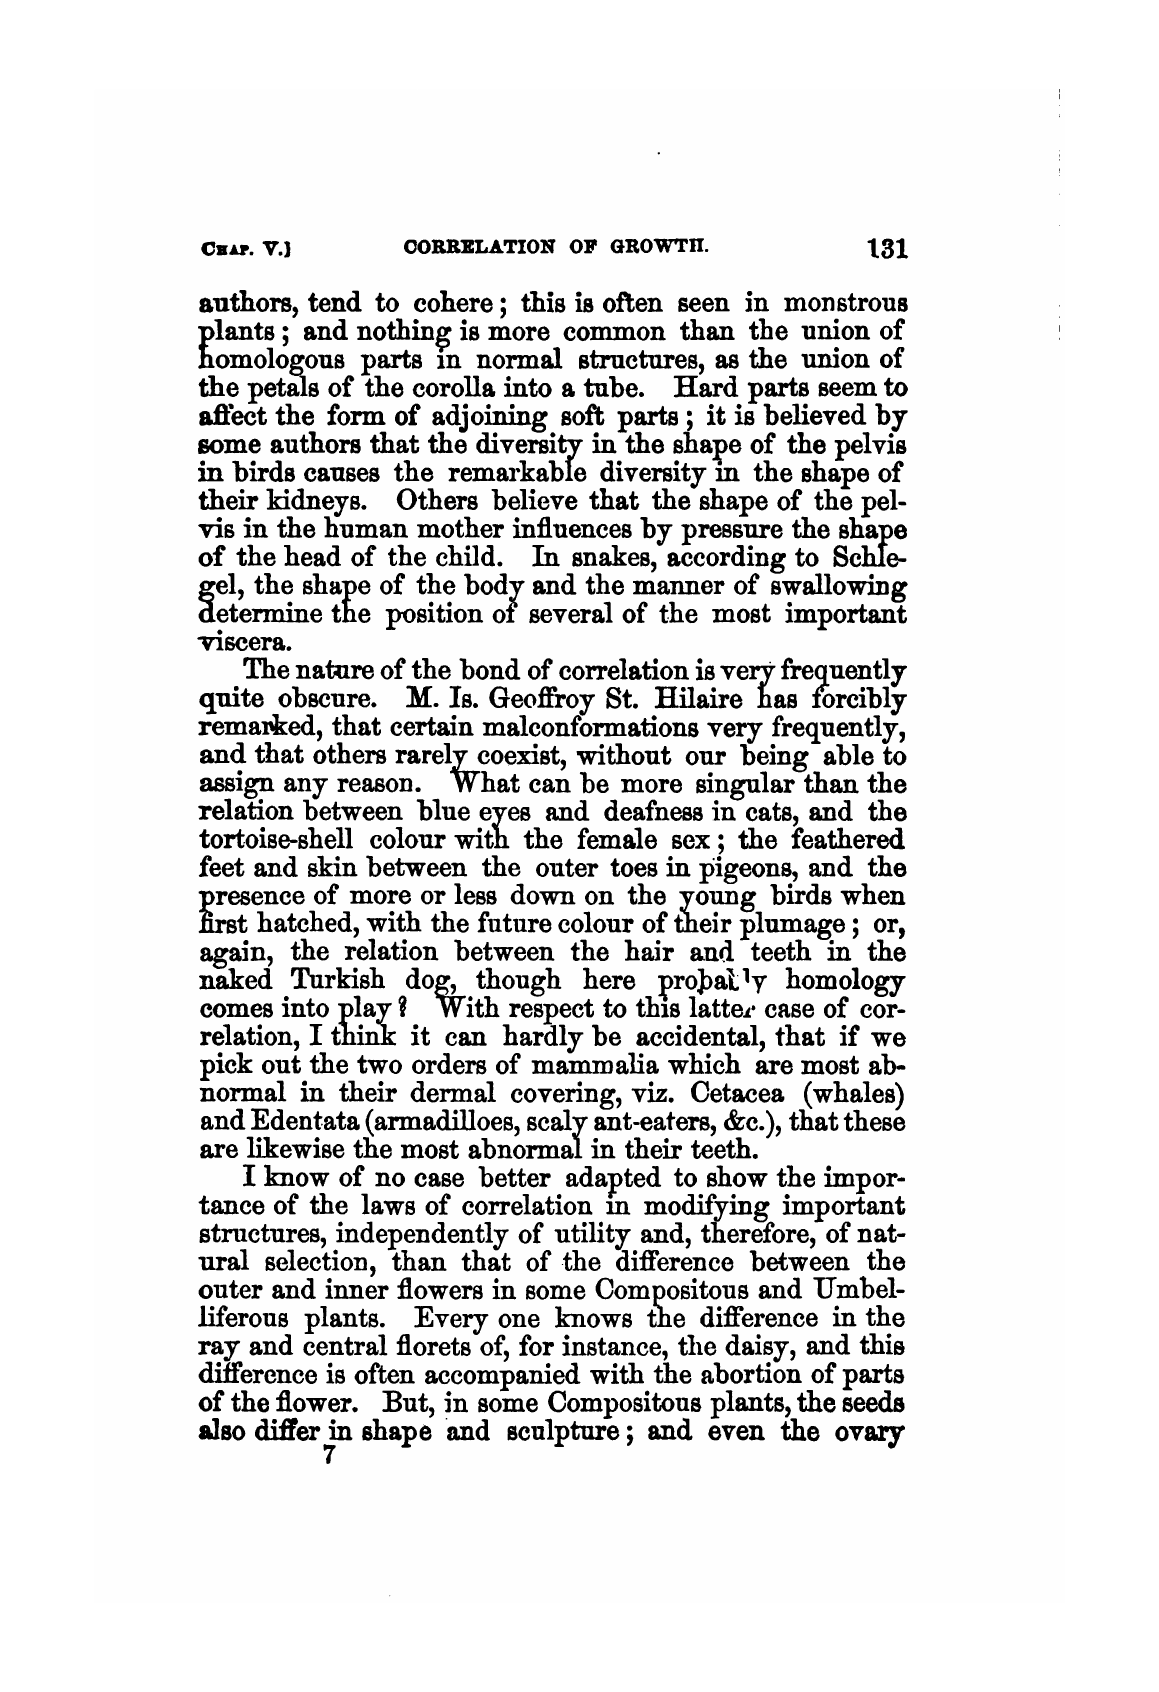 CHAP. V.] CORRELATION OF GROWTH. 131
authors, tend to cohere; this is often seen in monstrous
plants; and nothing is more common than the union of
homologous parts in normal structures, as the union of
the petals of the corolla into a tube. Hard parts seem to
affect the form of adjoining soft parts; it is believed by
some authors that the diversity in the shape of the pelvis
in birds causes the remarkable diversity in the shape of
their kidneys. Others believe that the shape of the pel-
vis in the human mother influences by pressure the shape
of the head of the child. In snakes, according to Schle-
gel, the shape of the body and the manner of swallowing
determine the position of several of the most important
viscera.
The nature of the bond of correlation is very frequently
quite obscure. M. Is. Geoffroy St. Hilaire has forcibly
remarked, that certain malconformations very frequently,
and that others rarely coexist, without our being able to
assign any reason. What can be more singular than the
relation between blue eyes and deafness in cats, and the
tortoise-shell colour with the female sex; the feathered
feet and skin between the outer toes in pigeons, and the
presence of more or less down on the young birds when
first hatched, with the future colour of their plumage; or,
again, the relation between the hair and teeth in the
naked Turkish dog, though here probably homology
comes into play? With respect to this latter case of cor-
relation, I think it can hardly be accidental, that if we
pick out the two orders of mammalia which are most ab-
normal in their dermal covering, viz. Cetacea (whales)
and Edentata (armadilloes, scaly ant-eaters, &c.), that these
are likewise the most abnormal in their teeth.
I know of no case better adapted to show the impor-
tance of the laws of correlation in modifying important
structures, independently of utility and, therefore, of nat-
ural selection, than that of the difference between the
outer and inner flowers in some Compositous and Umbel-
liferous plants. Every one knows the difference in the
ray and central florets of, for instance, the daisy, and this
difference is often accompanied with the abortion of parts
of the flower. But, in some Compositous plants, the seeds
also differ in shape and sculpture; and even the ovary
7